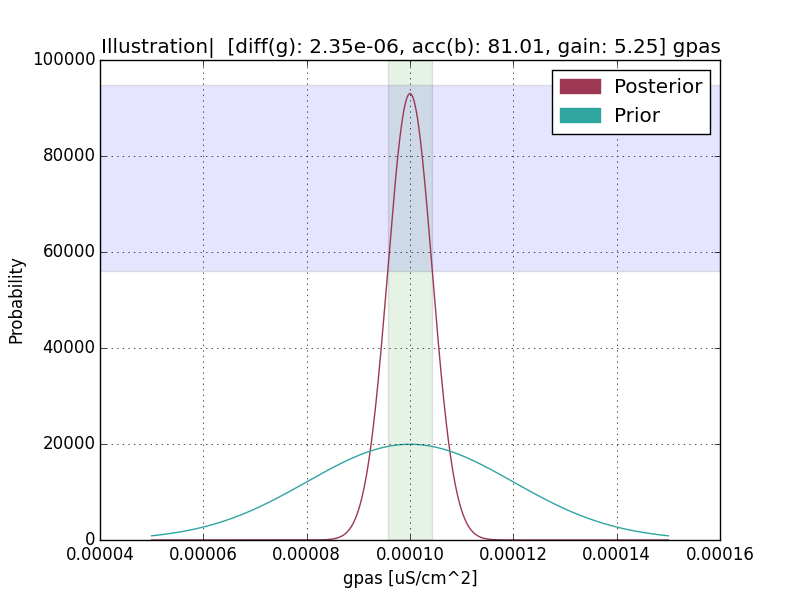 Illustration|  [diff(g): 2.35e-06, acc(b): 81.01, gain: 5.25] gpas
100000
80000
60000
40000
20000
0
Probability
Posterior
Prior
0.00004 0.00006 0.00008 0.00010 0.00012 0.00014 0.00016
gpas [uS/cm^2]